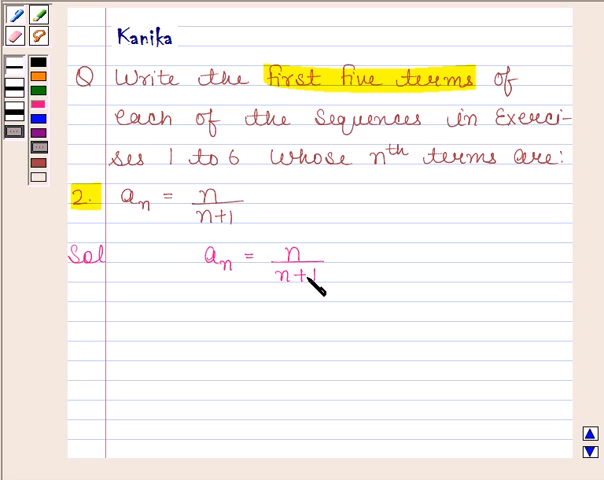 Kanika
Q Write the first five terms of
each of the sequences in Exerci-
ses 1 to 6 whose nth terms are:
2. an = n/(n+1)
Sol an = n/(n+1)